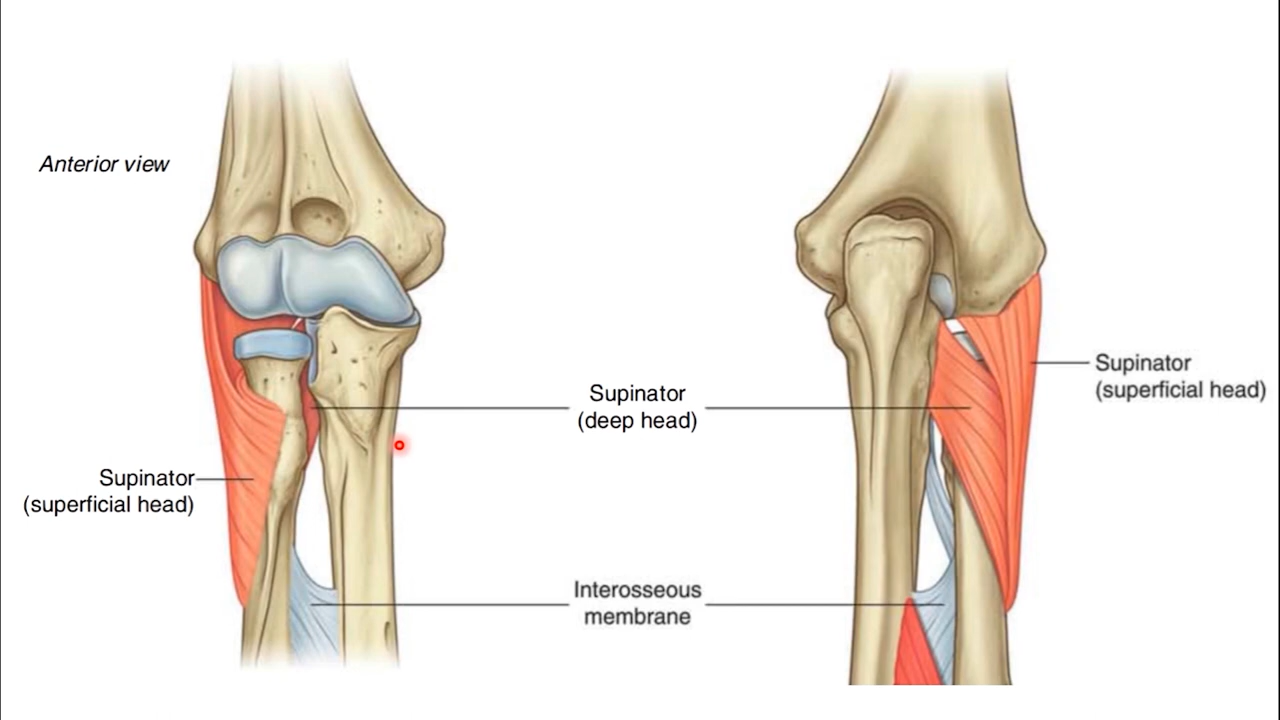 Anterior view
Supinator
(superficial head)
Supinator
(deep head)
Supinator
(superficial head)
Interosseous
membrane